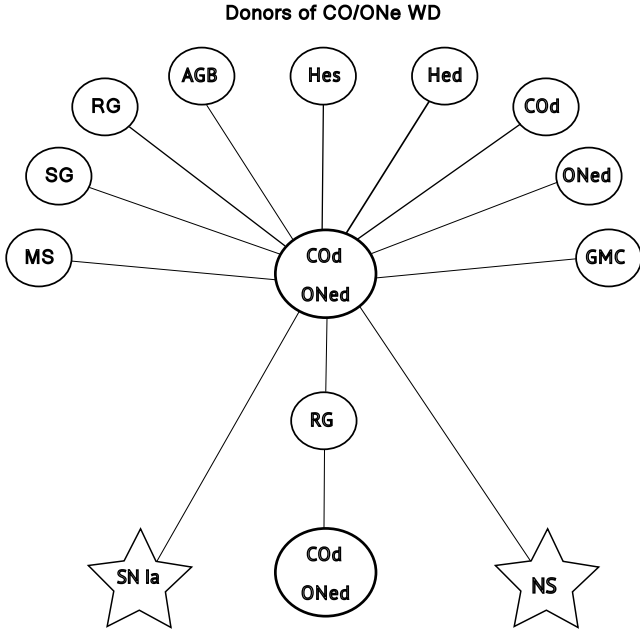 Donors of CO/ONe WD
AGB
Hes
Hed
RG
COd
SG
ONed
MS
GMC
COd
ONed
RG
COd
ONed
SN Ia
NS